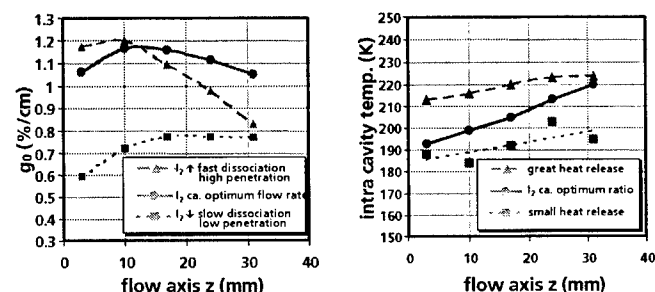 g₀ (%/cm)
1.3
1.2
1.1
1
0.9
0.8
0.7
0.6
0.5
0.4
0.3
I₂ ↑ fast dissociation
high penetration
I₂ ca. optimum flow rate
I₂ ↓ slow dissociation
low penetration
0 10 20 30 40
flow axis z (mm)
intra cavity temp. (K)
250
240
230
220
210
200
190
180
170
160
150
great heat release
I₂ ca. optimum ratio
small heat release
0 10 20 30 40
flow axis z (mm)